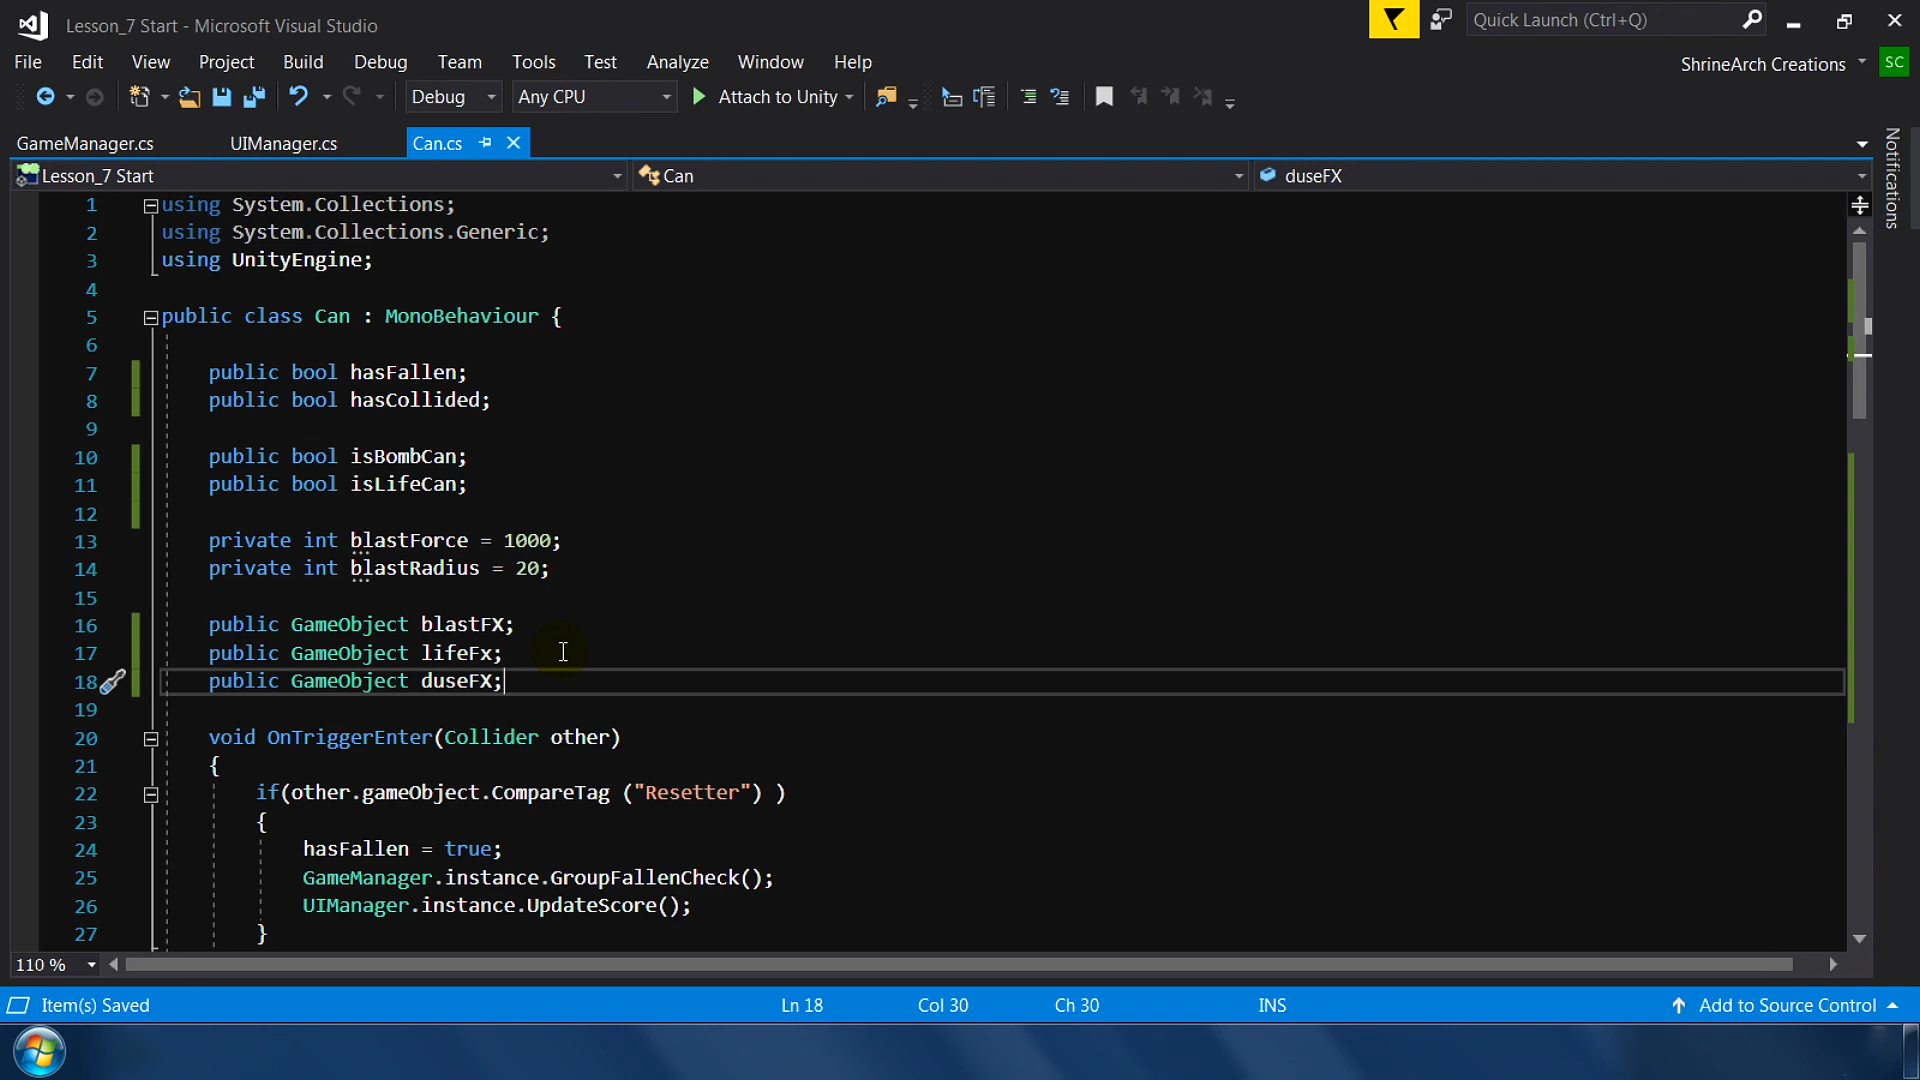 Lesson_7 Start - Microsoft Visual Studio
Quick Launch (Ctrl+Q)
File Edit View Project Build Debug Team Tools Test Analyze Window Help
ShrineArch Creations SC
Debug Any CPU Attach to Unity
GameManager.cs UIManager.cs Can.cs
Notifications
Lesson_7 Start Can duseFX
1 using System.Collections;
2 using System.Collections.Generic;
3 using UnityEngine;
4
5 public class Can : MonoBehaviour {
6
7 public bool hasFallen;
8 public bool hasCollided;
9
10 public bool isBombCan;
11 public bool isLifeCan;
12
13 private int blastForce = 1000;
14 private int blastRadius = 20;
15
16 public GameObject blastFX;
17 public GameObject lifeFx;
18 public GameObject duseFX;
19
20 void OnTriggerEnter(Collider other)
21 {
22 if(other.gameObject.CompareTag ("Resetter") )
23 {
24 hasFallen = true;
25 GameManager.instance.GroupFallenCheck();
26 UIManager.instance.UpdateScore();
27 }
110 %
Item(s) Saved Ln 18 Col 30 Ch 30 INS Add to Source Control